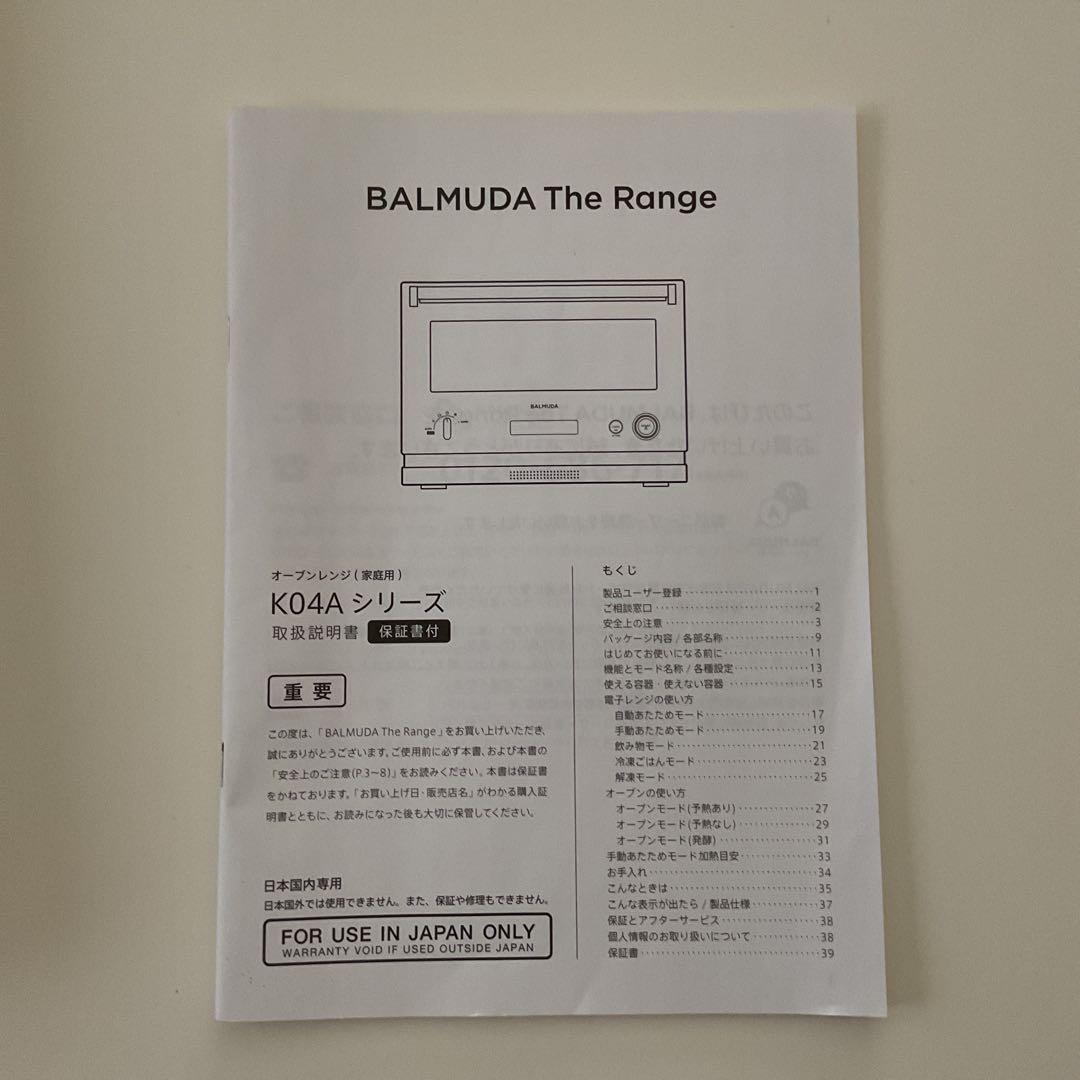 BALMUDA The Range
BALMUDA
オーブンレンジ(家庭用)
K04A シリーズ
取扱説明書 保証書付
重要
この度は、「BALMUDA The Range」をお買い上げいただき、
誠にありがとうございます。ご使用前に必ず本書、および本書の
「安全上のご注意(P.3~8)」をお読みください。本書は保証書
をかねております。「お買い上げ日・販売店名」がわかる購入証
明書とともに、お読みになった後も大切に保管してください。
日本国内専用
日本国外では使用できません。また、保証や修理もできません。
FOR USE IN JAPAN ONLY
WARRANTY VOID IF USED OUTSIDE JAPAN
もくじ
製品ユーザー登録 1
ご相談窓口 2
安全上の注意 3
パッケージ内容 / 各部名称 9
はじめてお使いになる前に 11
機能とモード名称 / 各種設定 13
使える容器・使えない容器 15
電子レンジの使い方
自動あたためモード 17
手動あたためモード 19
飲み物モード 21
冷凍ごはんモード 23
解凍モード 25
オーブンの使い方
オーブンモード(予熱あり) 27
オーブンモード(予熱なし) 29
オーブンモード(発酵) 31
手動あたためモード加熱目安 33
お手入れ 34
こんなときは 35
こんな表示が出たら / 製品仕様 37
保証とアフターサービス 38
個人情報のお取り扱いについて 38
保証書 39